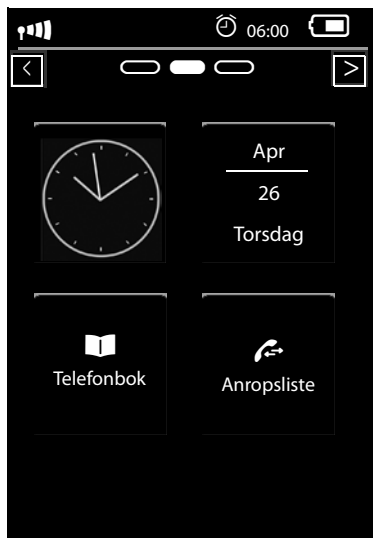 06:00
< >
Apr
26
Torsdag
Telefonbok
Anropsliste